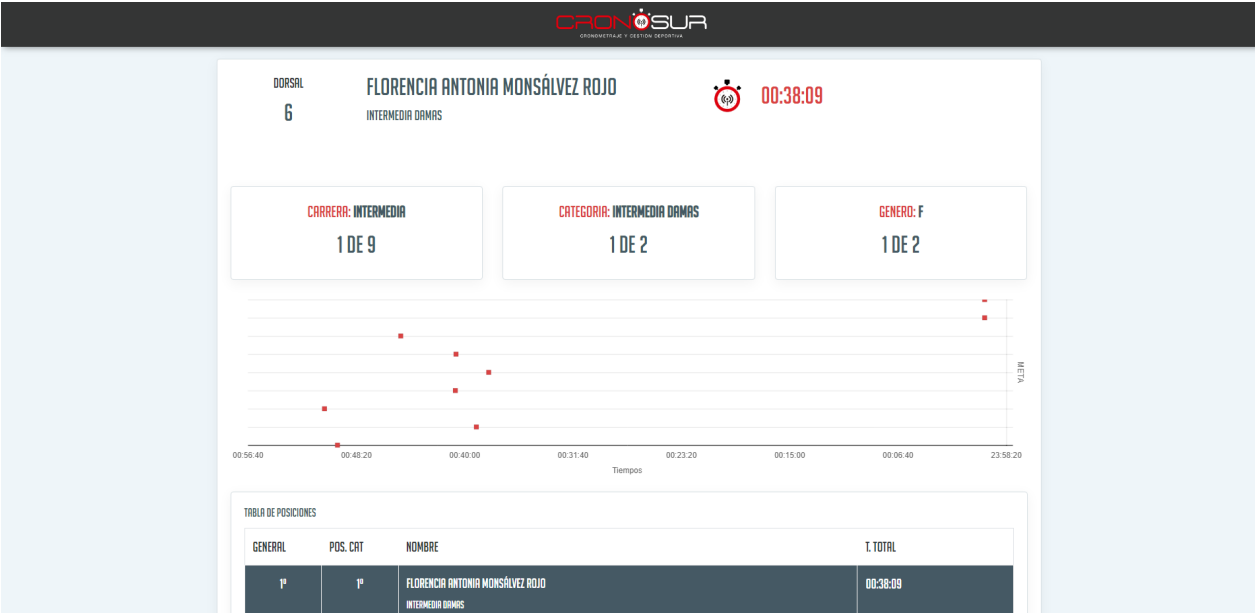 CRONOSUR
CRONOMETRAJE Y GESTIÓN DEPORTIVA
DORSAL
6
FLORENCIA ANTONIA MONSÁLVEZ ROJO
INTERMEDIA DAMAS
00:38:09
CARRERA: INTERMEDIA
1 DE 9
CATEGORIA: INTERMEDIA DAMAS
1 DE 2
GENERO: F
1 DE 2
META
00:56:40 00:48:20 00:40:00 00:31:40 00:23:20 00:15:00 00:06:40 23:58:20
Tiempos
TABLA DE POSICIONES
GENERAL POS. CAT NOMBRE T. TOTAL
1º 1º FLORENCIA ANTONIA MONSÁLVEZ ROJO 00:38:09
INTERMEDIA DAMAS